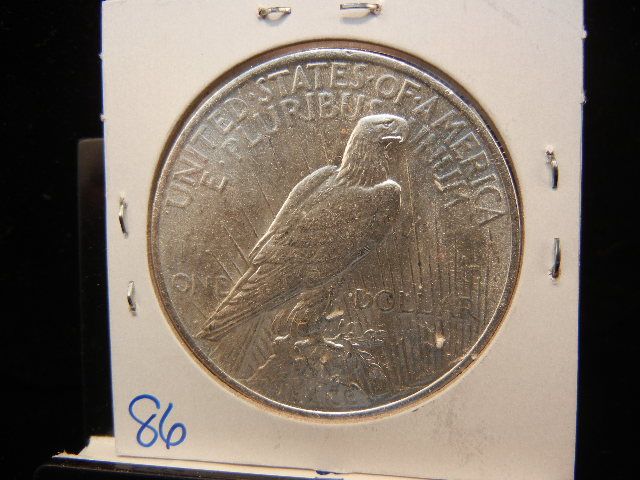 UNITED·STATES·OF·AMERICA
E·PLURIBUS UNUM
ONE DOLLAR
86